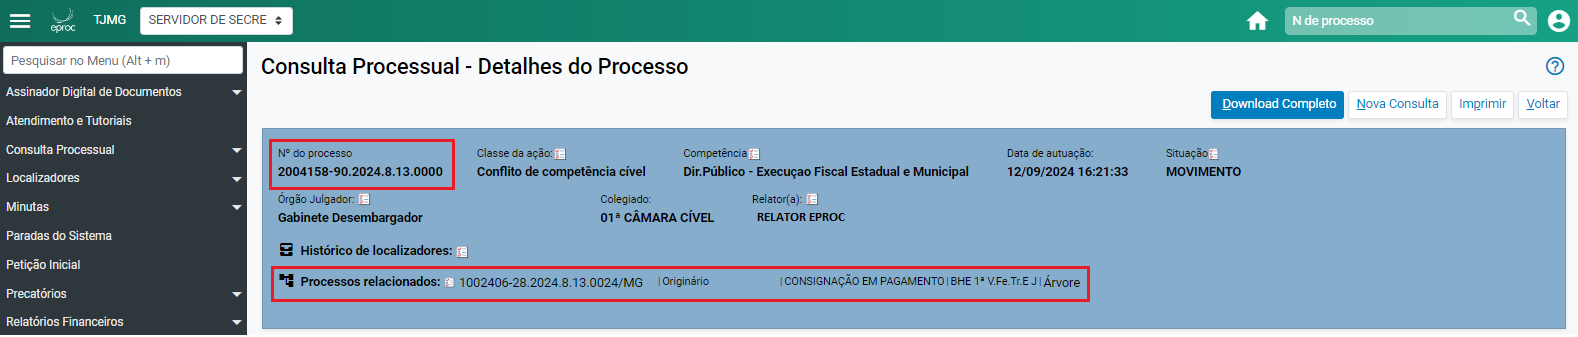 eproc TJMG SERVIDOR DE SECRE N de processo
Pesquisar no Menu (Alt + m)
Assinador Digital de Documentos
Atendimento e Tutoriais
Consulta Processual
Localizadores
Minutas
Paradas do Sistema
Petição Inicial
Precatórios
Relatórios Financeiros
Consulta Processual - Detalhes do Processo
Download Completo Nova Consulta Imprimir Voltar
Nº do processo Classe da ação: Competência Data de autuação: Situação
2004158-90.2024.8.13.0000 Conflito de competência cível Dir.Público - Execuçao Fiscal Estadual e Municipal 12/09/2024 16:21:33 MOVIMENTO
Órgão Julgador: Colegiado: Relator(a):
Gabinete Desembargador 01ª CÂMARA CÍVEL RELATOR EPROC
Histórico de localizadores:
Processos relacionados: 1002406-28.2024.8.13.0024/MG | Originário | CONSIGNAÇÃO EM PAGAMENTO | BHE 1ª V.Fe.Tr.E J | Árvore